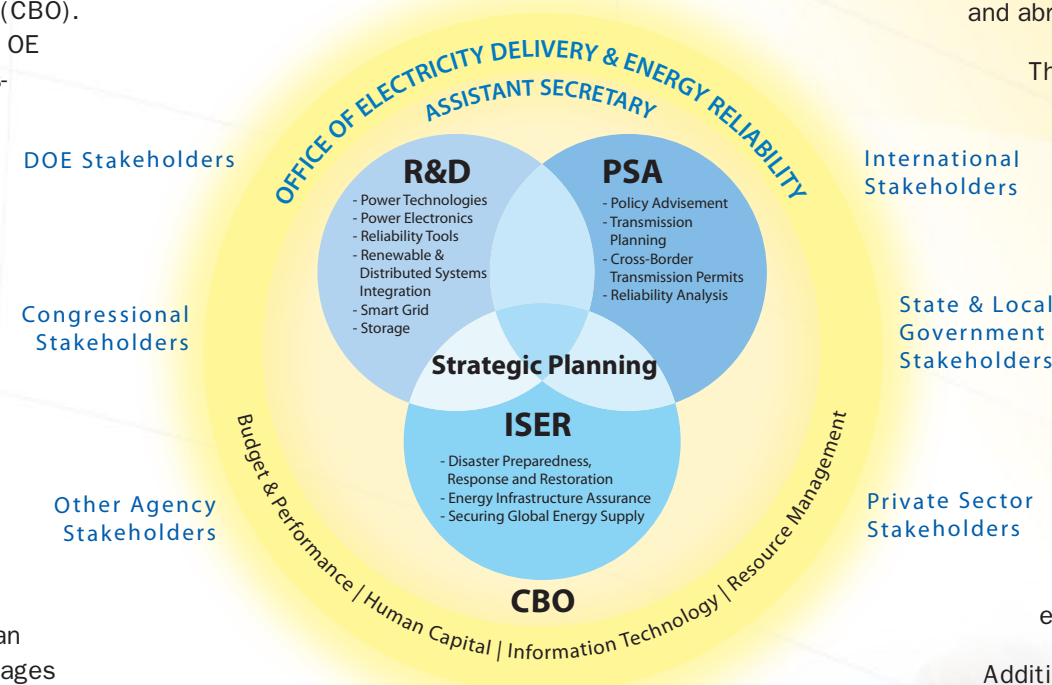 (CBO).
OE
and abr
Th
OFFICE OF ELECTRICITY DELIVERY & ENERGY RELIABILITY
ASSISTANT SECRETARY
DOE Stakeholders
Congressional
Stakeholders
Other Agency
Stakeholders
R&D
- Power Technologies
- Power Electronics
- Reliability Tools
- Renewable &
Distributed Systems
Integration
- Smart Grid
- Storage
PSA
- Policy Advisement
- Transmission
Planning
- Cross-Border
Transmission Permits
- Reliability Analysis
Strategic Planning
ISER
- Disaster Preparedness,
Response and Restoration
- Energy Infrastructure Assurance
- Securing Global Energy Supply
CBO
Budget & Performance | Human Capital | Information Technology | Resource Management
International
Stakeholders
State & Local
Government
Stakeholders
Private Sector
Stakeholders
an
ages
e
Additi